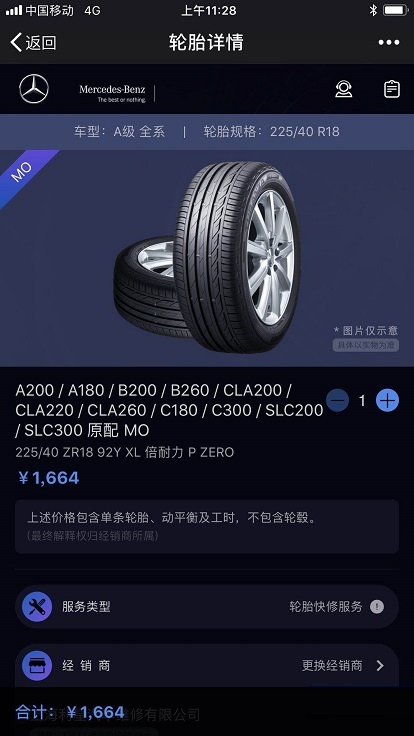 中国移动 4G 上午11:28
返回 轮胎详情
Mercedes-Benz
The best or nothing.
车型：A级 全系 | 轮胎规格：225/40 R18
MO
* 图片仅示意
具体以实物为准
A200 / A180 / B200 / B260 / CLA200 /
CLA220 / CLA260 / C180 / C300 / SLC200
/ SLC300 原配 MO
1
225/40 ZR18 92Y XL 倍耐力 P ZERO
￥1,664
上述价格包含单条轮胎、动平衡及工时，不包含轮毂。
(最终解释权归经销商所属)
服务类型 轮胎快修服务
经 销 商 更换经销商
合计：￥1,664
维修有限公司